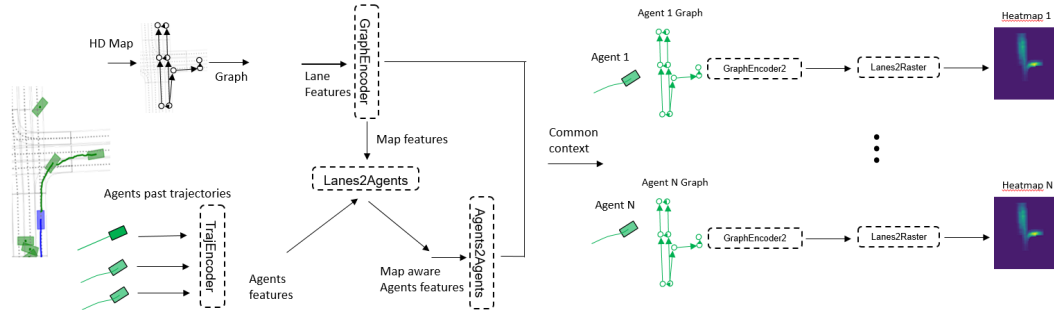 HD Map
Graph
Lane
Features
GraphEncoder
Map features
Lanes2Agents
Agents past trajectories
TrajEncoder
Agents
features
Map aware
Agents features
Agents2Agents
Common
context
Agent 1 Graph
Agent 1
GraphEncoder2
Lanes2Raster
Heatmap 1
Agent N Graph
Agent N
GraphEncoder2
Lanes2Raster
Heatmap N